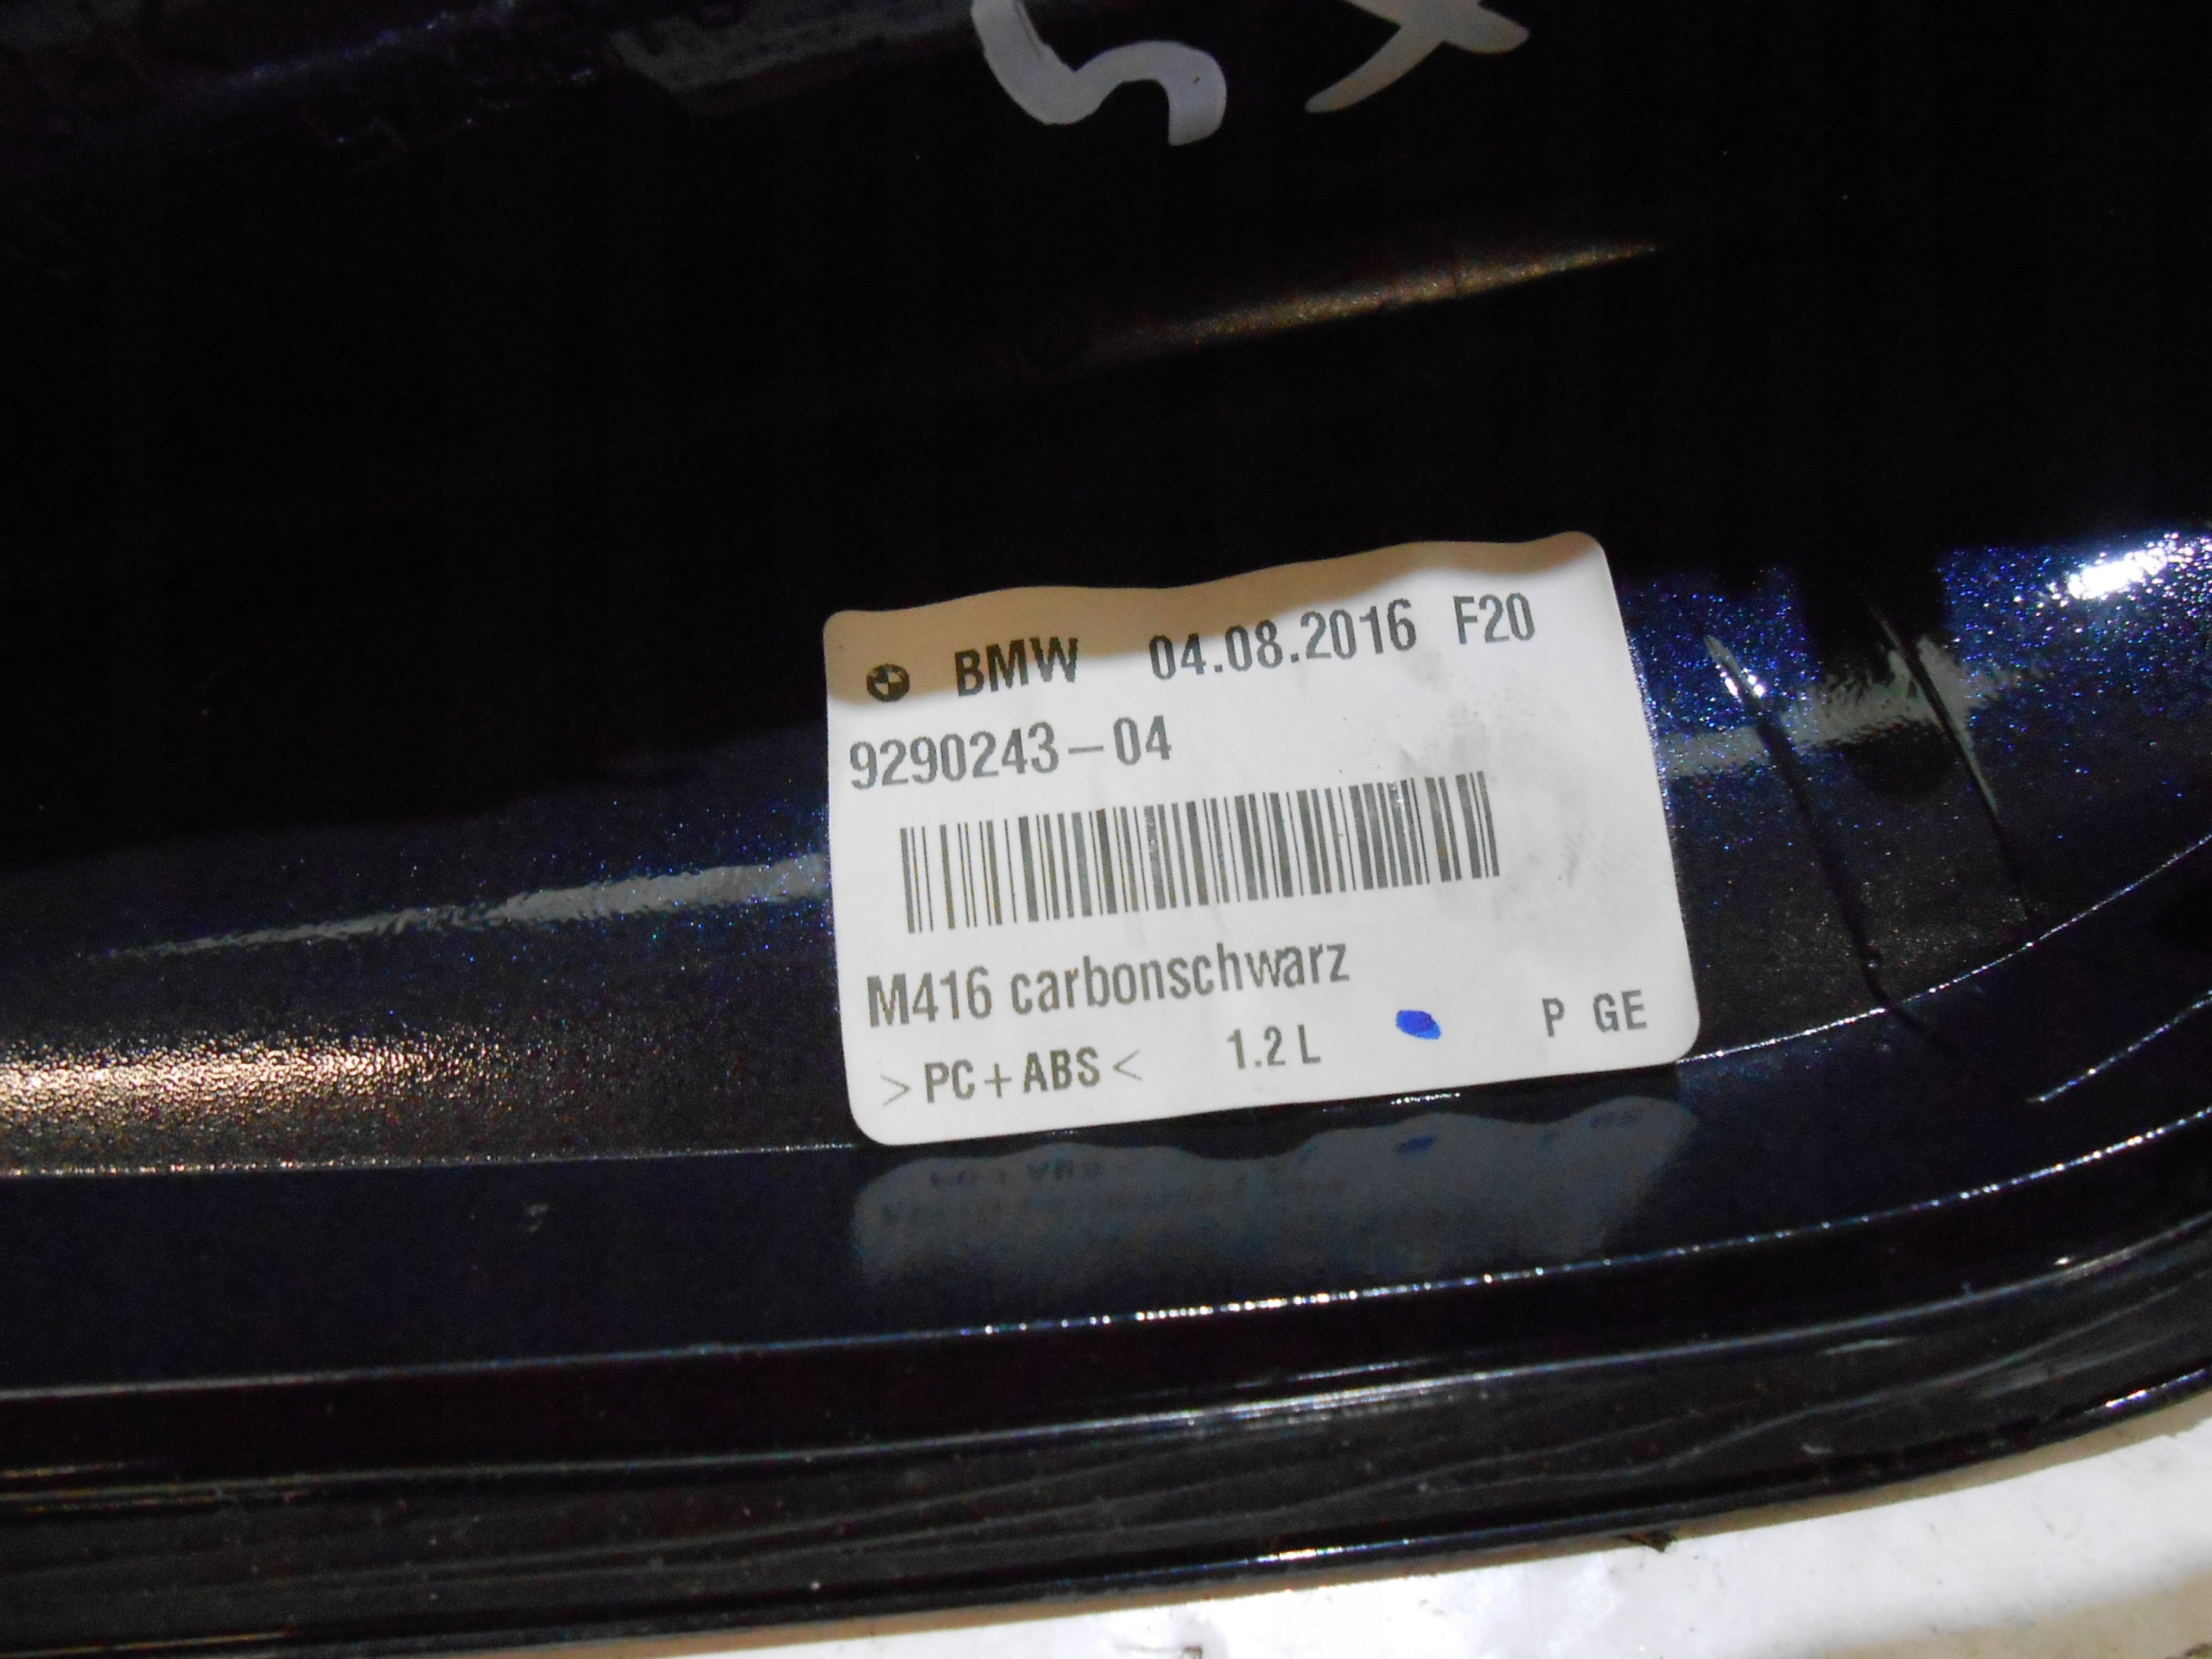 BMW 04.08.2016 F20
9290243-04
M416 carbonschwarz
>PC+ABS< 1.2 L P GE